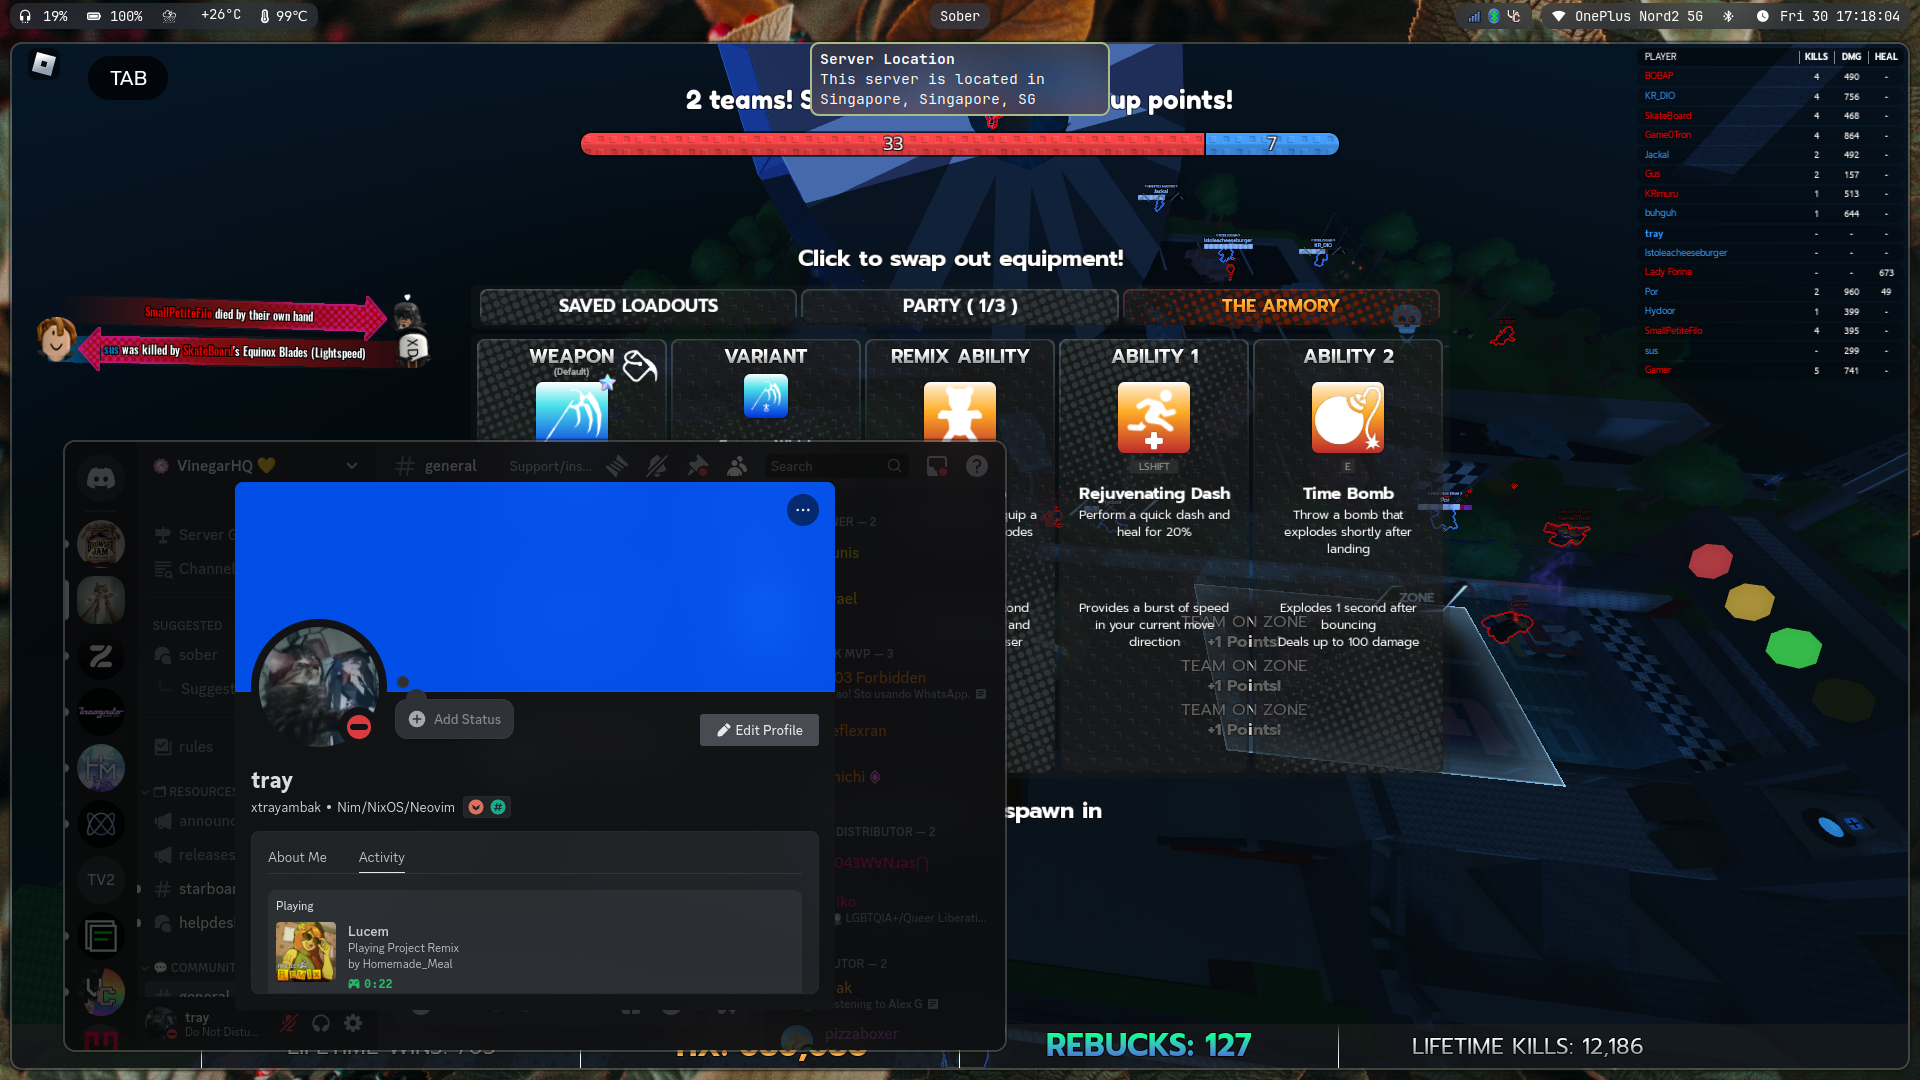 19% 100% +26°C 99°C
Sober
OnePlus Nord2 5G Fri 30 17:18:04
TAB
Server Location
This server is located in
Singapore, Singapore, SG
2 teams! S up points!
33 7
PLAYER KILLS DMG HEAL
BOBAP 4 490 -
KR_DIO 4 756 -
SkateBoard 4 468 -
GameOTron 4 864 -
Jackal 2 492 -
Gus 2 157 -
KRimuru 1 513 -
buhguh 1 644 -
tray - - -
Istoleacheeseburger - - -
Lady Forina - - 673
Por 2 960 49
Hydoor 1 399 -
SmallPetiteFilo 4 395 -
sus - 299 -
Gamer 5 741 -
Jackal
Istoleacheeseburger
KR_DIO
Click to swap out equipment!
SmallPetiteFilo died by their own hand
sus was killed by SkateBoard's Equinox Blades (Lightspeed)
XD
SAVED LOADOUTS PARTY ( 1/3 ) THE ARMORY
WEAPON
(Default)
VARIANT
REMIX ABILITY
ABILITY 1
LSHIFT
Rejuvenating Dash
Perform a quick dash and
heal for 20%
Provides a burst of speed
in your current move
direction
ABILITY 2
E
Time Bomb
Throw a bomb that
explodes shortly after
landing
Explodes 1 second after
bouncing
Deals up to 100 damage
ZONE
TEAM ON ZONE
+1 Points!
TEAM ON ZONE
+1 Points!
TEAM ON ZONE
+1 Points!
Por
spawn in
VinegarHQ 💛
general Support/ins... Search
Server G
Channel
SUGGESTED
sober
Suggest
rules
RESOURCES
announc
releases
starboar
helpdes
COMMUNIT
general
TV2
tray
Do Not Distu...
Add Status
Edit Profile
tray
xtrayambak • Nim/NixOS/Neovim
About Me Activity
Playing
Lucem
Playing Project Remix
by Homemade_Meal
0:22
NER — 2
unis
ael
K MVP — 3
03 Forbidden
ao! Sto usando WhatsApp.
eflexran
nichi
DISTRIBUTOR — 2
lko
LGBTQIA+/Queer Liberati...
UTOR — 2
ak
stening to Alex G
pizzaboxer
REBUCKS: 127
LIFETIME KILLS: 12,186